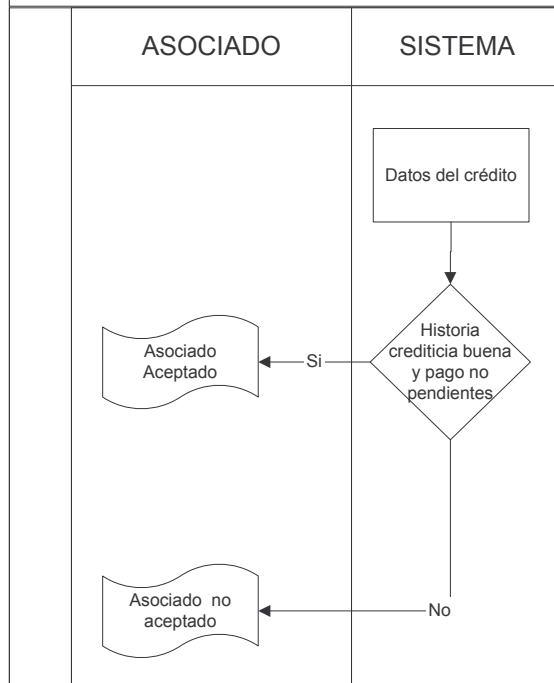 ASOCIADO
SISTEMA
Datos del crédito
Historia
crediticia buena
y pago no
pendientes
Si
Asociado
Aceptado
No
Asociado no
aceptado